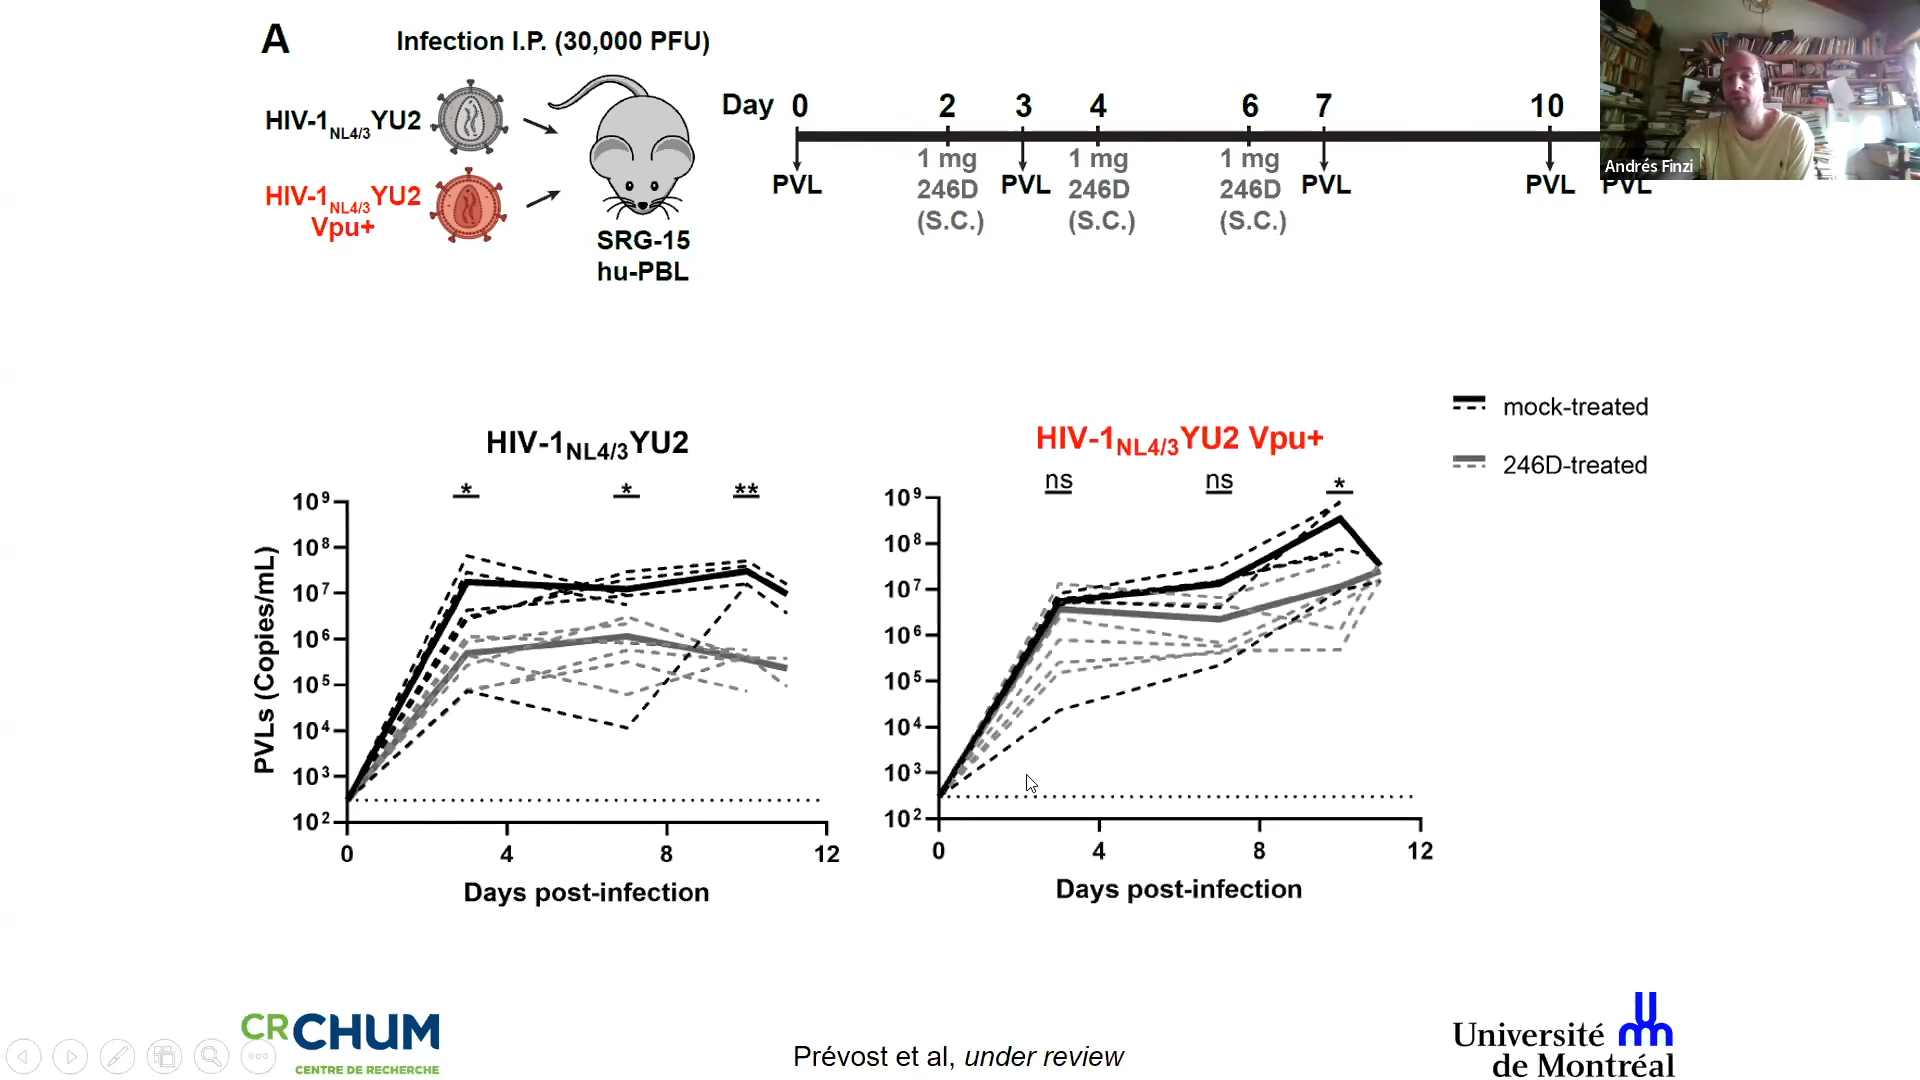 A
Infection I.P. (30,000 PFU)
HIV-1NL4/3YU2
HIV-1NL4/3YU2
Vpu+
SRG-15
hu-PBL
Day 0 2 3 4 6 7 10
PVL
1 mg
246D
(S.C.)
PVL
1 mg
246D
(S.C.)
1 mg
246D
(S.C.)
PVL
PVL
PVL
Andrés Finzi
mock-treated
246D-treated
HIV-1NL4/3YU2
* * **
PVLs (Copies/mL)
10⁹
10⁸
10⁷
10⁶
10⁵
10⁴
10³
10²
0 4 8 12
Days post-infection
HIV-1NL4/3YU2 Vpu+
ns ns *
10⁹
10⁸
10⁷
10⁶
10⁵
10⁴
10³
10²
0 4 8 12
Days post-infection
CRCHUM
CENTRE DE RECHERCHE
Prévost et al, under review
Université
de Montréal